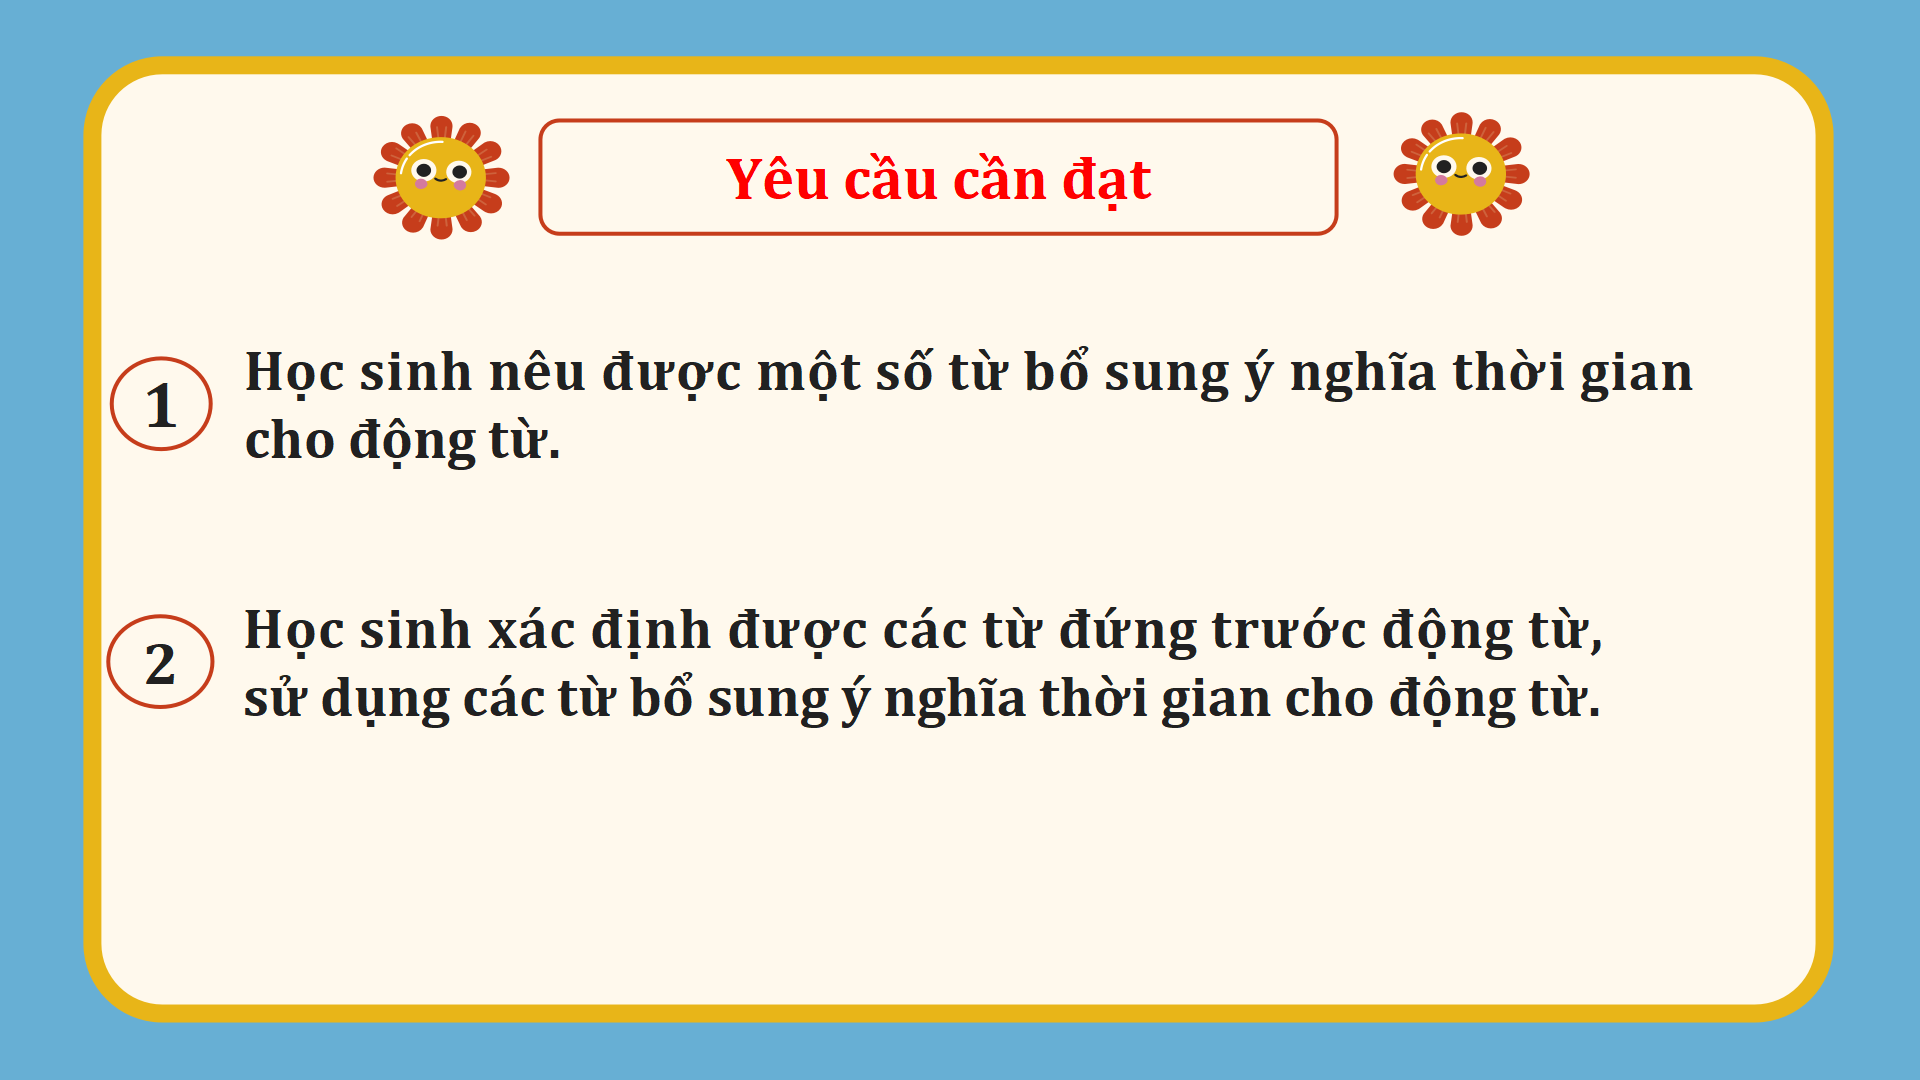 Yêu cầu cần đạt
1
Học sinh nêu được một số từ bổ sung ý nghĩa thời gian
cho động từ.
2
Học sinh xác định được các từ đứng trước động từ,
sử dụng các từ bổ sung ý nghĩa thời gian cho động từ.